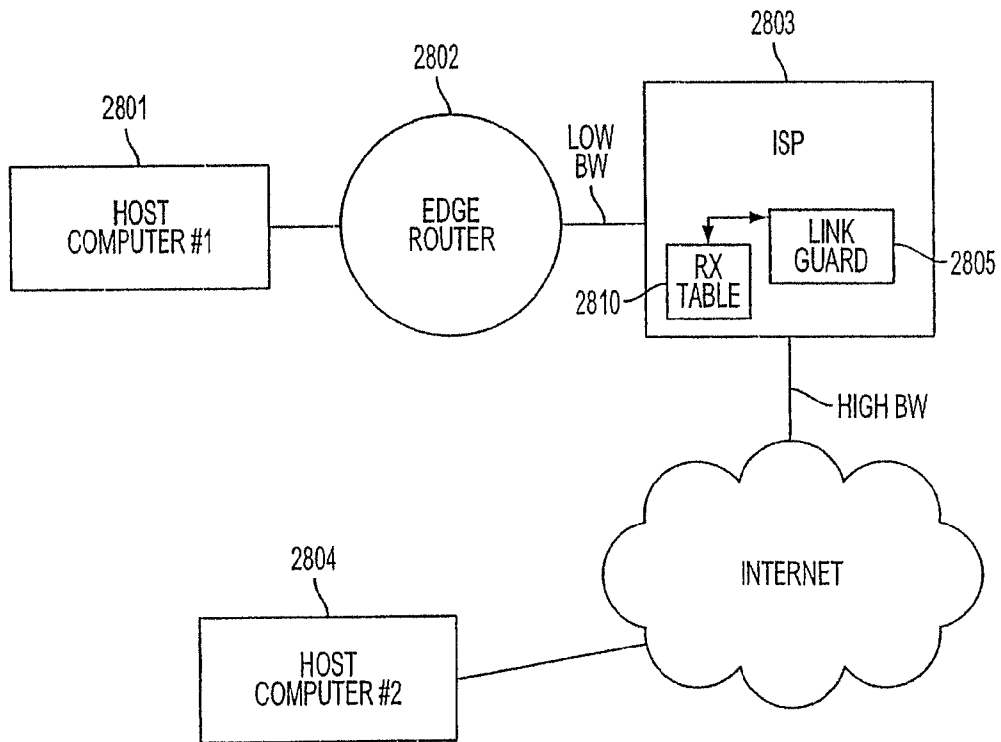 2803
2802
2801
ISP
LOW
BW
HOST
COMPUTER #1
EDGE
ROUTER
LINK
GUARD
2805
RX
TABLE
2810
HIGH BW
INTERNET
2804
HOST
COMPUTER #2